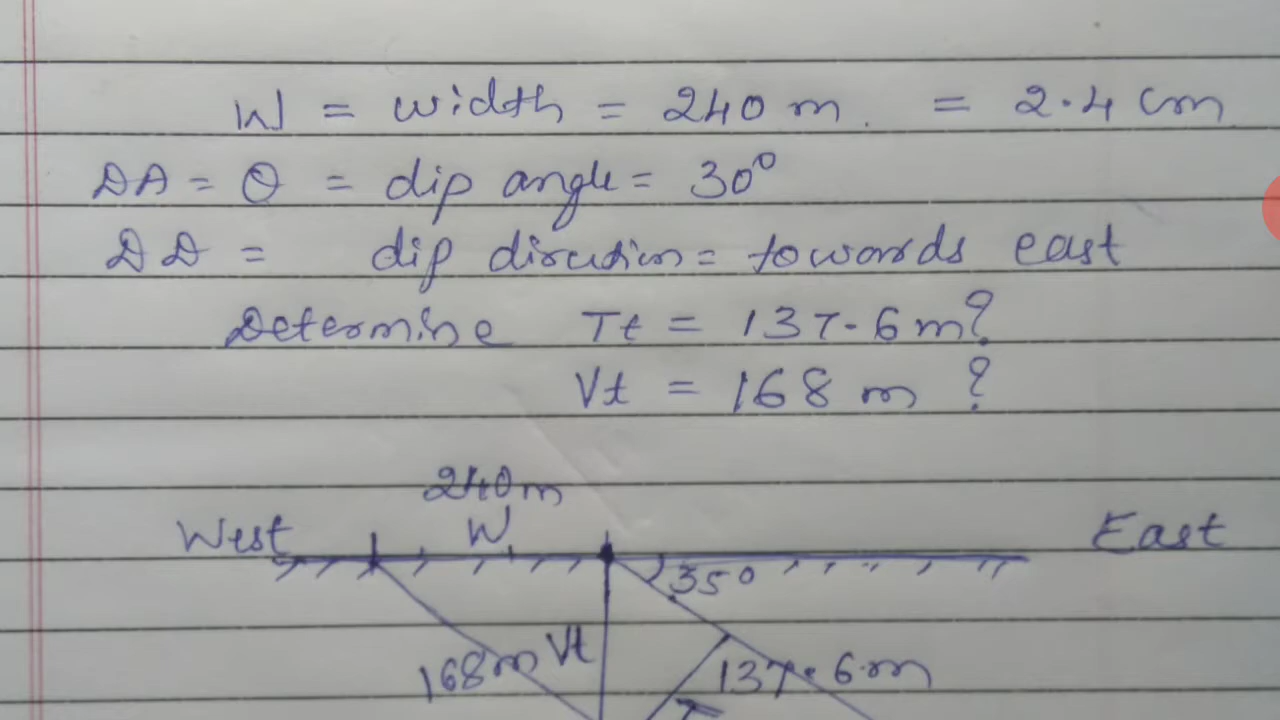 W = width = 240 m. = 2.4 cm
DA = θ = dip angle = 30°
DD = dip direction = towards east
Determine Tt = 137.6 m?
Vt = 168 m ?
240 m
West W East
35°
168m Vt 137.6m